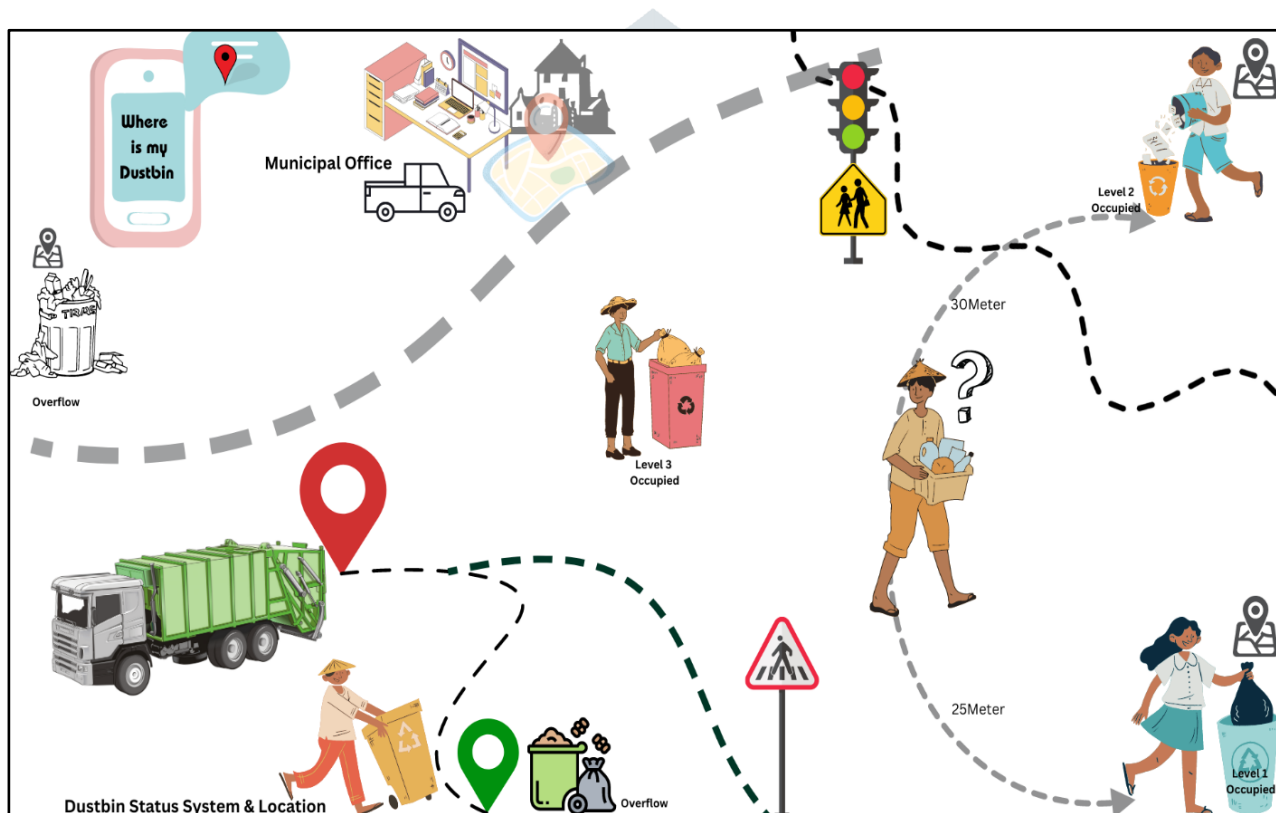 Where
is my
Dustbin
Municipal Office
Level 2
Occupied
30Meter
TRAS
Overflow
Level 3
Occupied
25Meter
Level 1
Occupied
Overflow
Dustbin Status System & Location